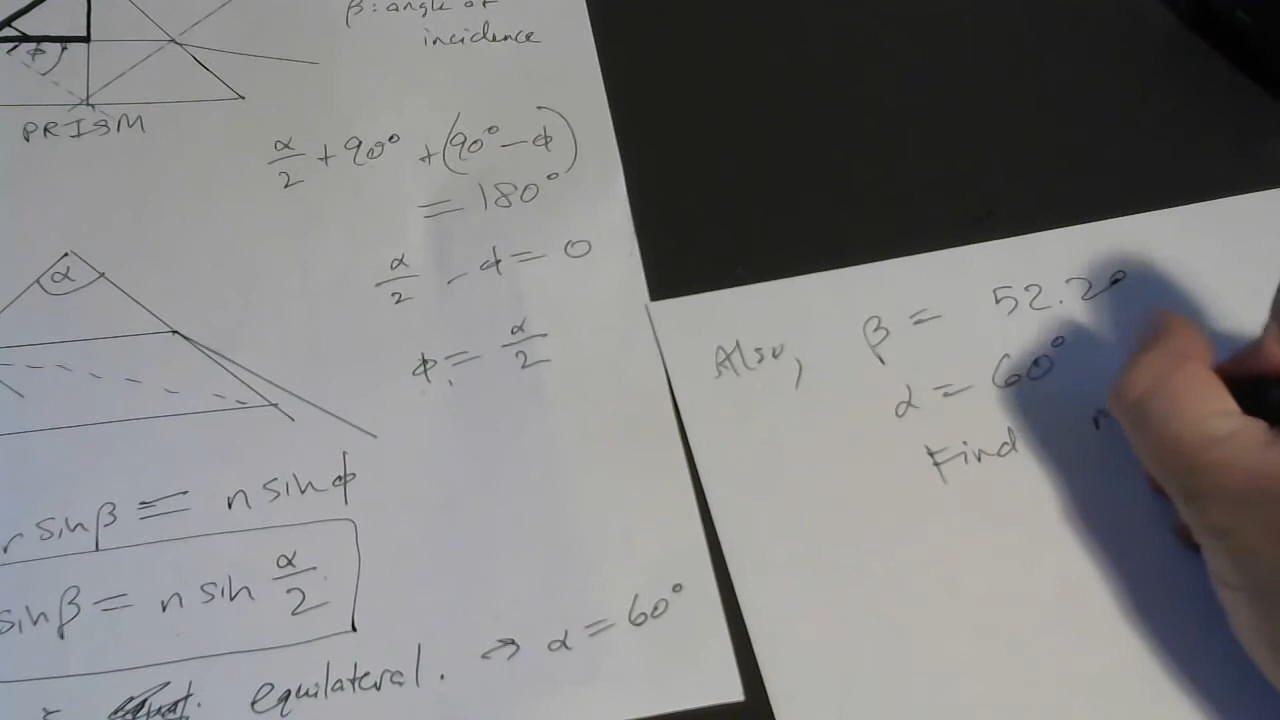 β: angle of
incidence
ϕ
PRISM
α/2 + 90° + (90° − ϕ)
= 180°
α/2 − ϕ = 0
ϕ = α/2
α
sinβ = n sinϕ
sinβ = n sin α/2
equilateral. → α = 60°
Also, β = 52.2°
α = 60°
Find n